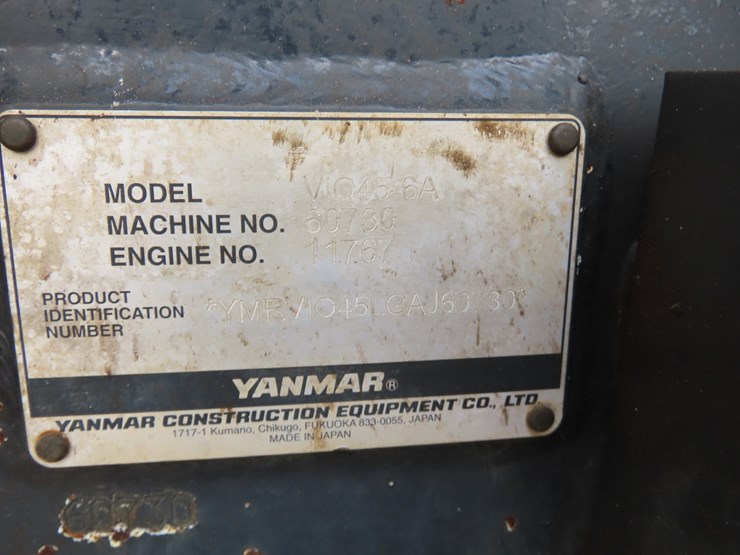 MODEL ViO45-6A
MACHINE NO. 60730
ENGINE NO. 11767
PRODUCT
IDENTIFICATION
NUMBER
YANMAR®
YANMAR CONSTRUCTION EQUIPMENT CO., LTD
1717-1 Kumano, Chikugo, FUKUOKA 833-0055, JAPAN
MADE IN JAPAN
60730